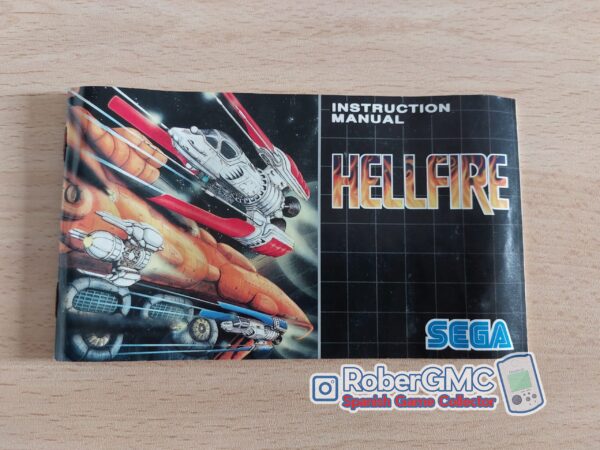 INSTRUCTION
MANUAL
HELLFIRE
SEGA
RoberGMC
Spanish Game Collector